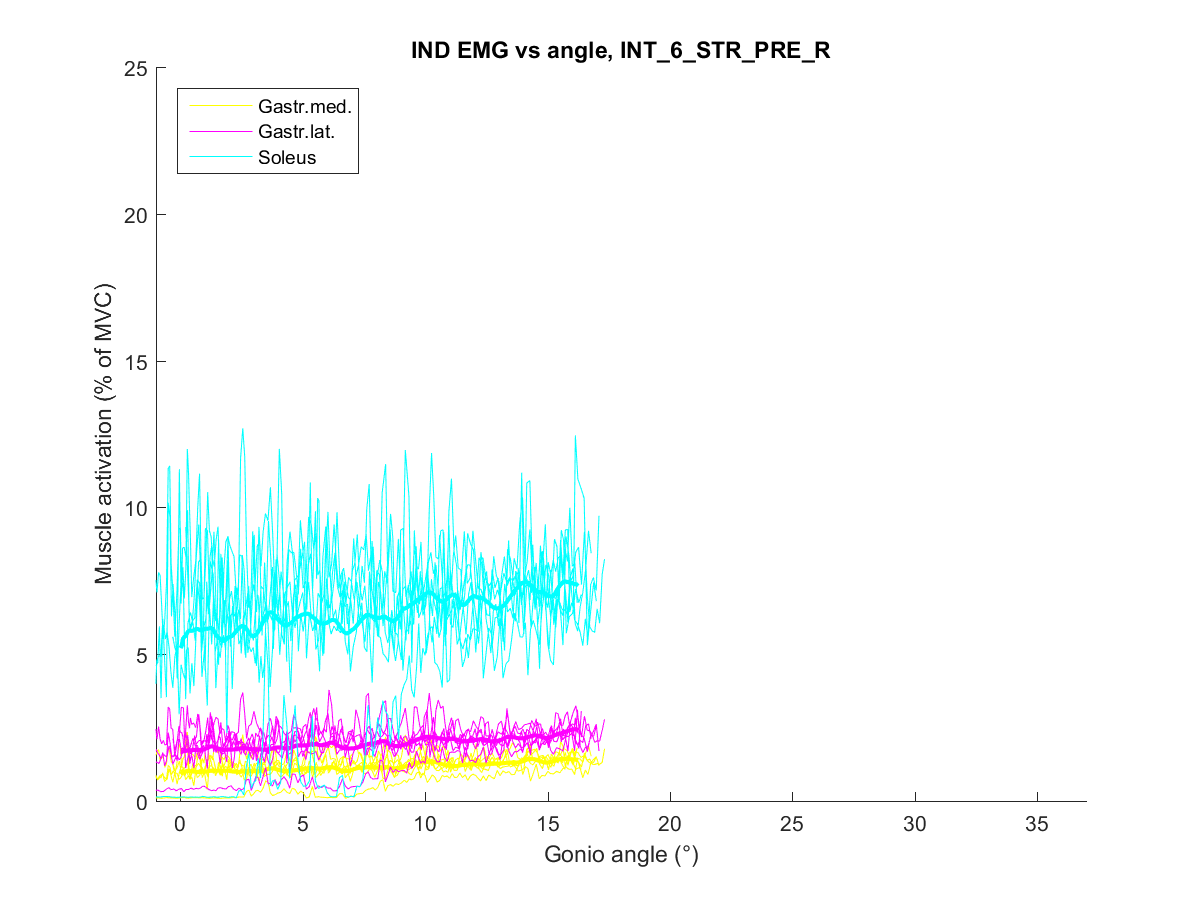 IND EMG vs angle, INT_6_STR_PRE_R
25
Gastr.med.
Gastr.lat.
Soleus
20
15
10
5
0
Muscle activation (% of MVC)
0 5 10 15 20 25 30 35
Gonio angle (°)